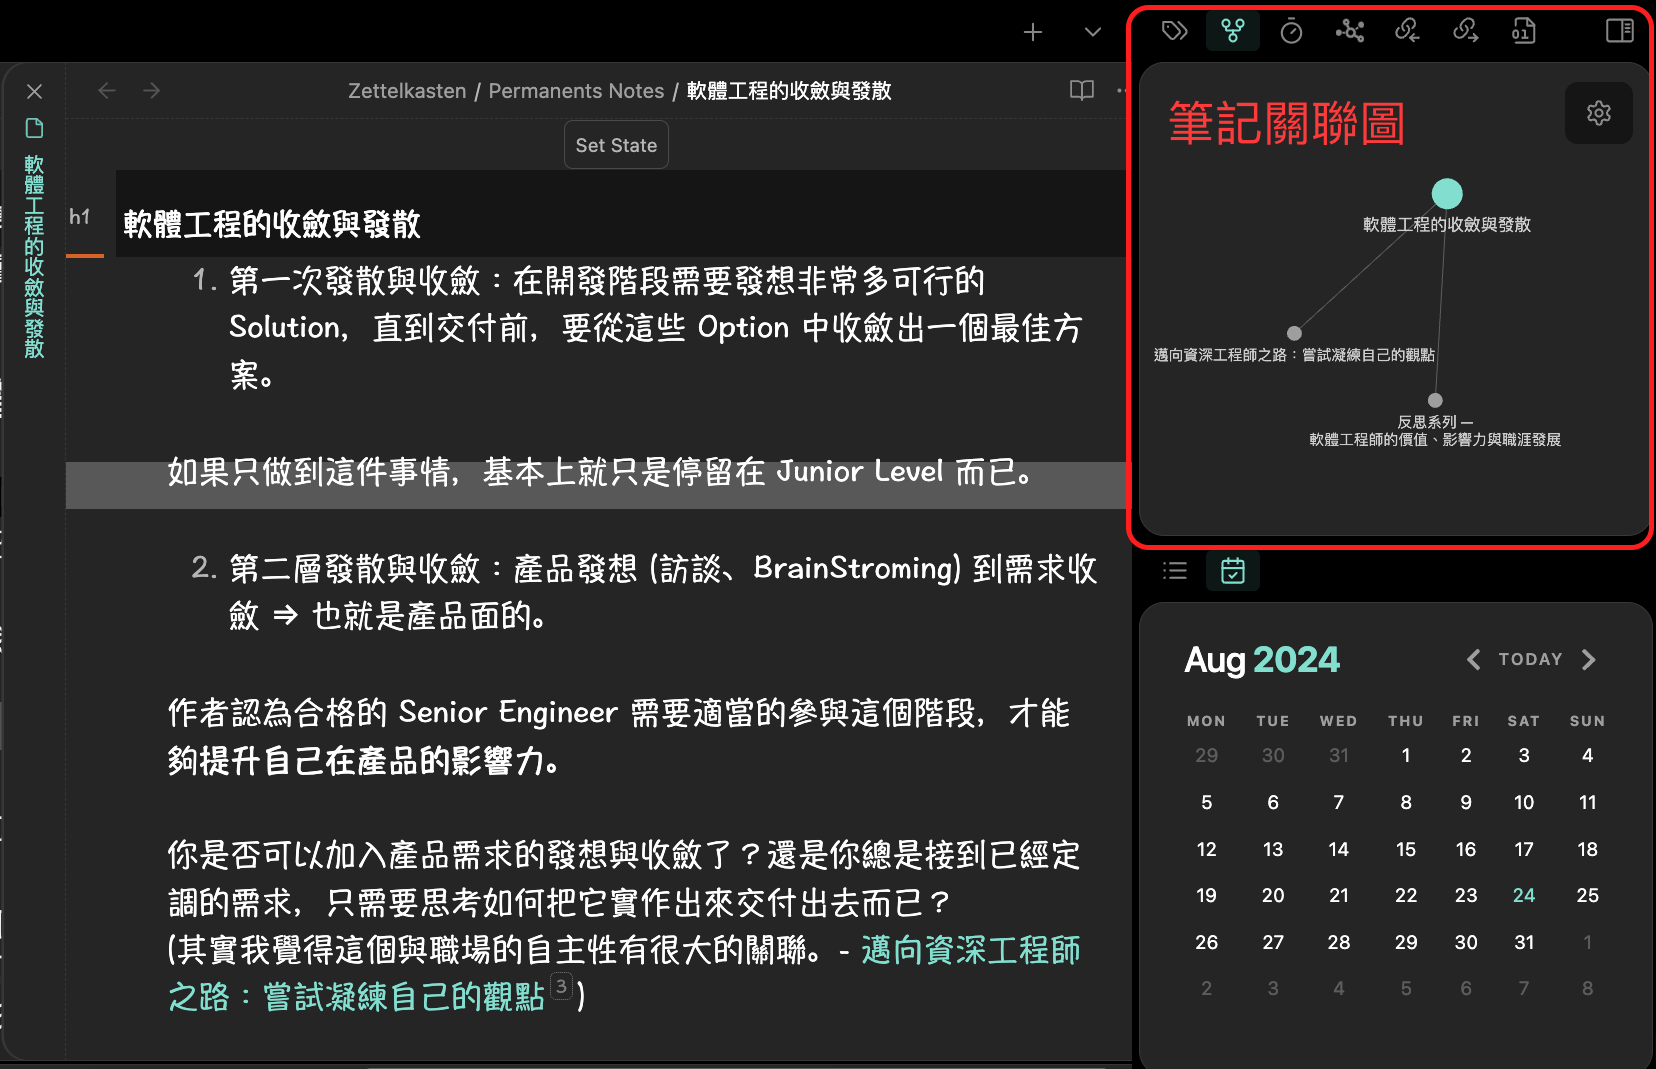 Zettelkasten / Permanents Notes / 軟體工程的收斂與發散
Set State
軟體工程的收斂與發散
h1
軟體工程的收斂與發散
1. 第一次發散與收斂：在開發階段需要發想非常多可行的
Solution，直到交付前，要從這些 Option 中收斂出一個最佳方
案。
如果只做到這件事情，基本上就只是停留在 Junior Level 而已。
2. 第二層發散與收斂：產品發想 (訪談、BrainStroming) 到需求收
斂 ⇒ 也就是產品面的。
作者認為合格的 Senior Engineer 需要適當的參與這個階段，才能
夠提升自己在產品的影響力。
你是否可以加入產品需求的發想與收斂了？還是你總是接到已經定
調的需求，只需要思考如何把它實作出來交付出去而已？
(其實我覺得這個與職場的自主性有很大的關聯。- 邁向資深工程師
之路：嘗試凝練自己的觀點 3 )
筆記關聯圖
軟體工程的收斂與發散
邁向資深工程師之路：嘗試凝練自己的觀點
反思系列 —
軟體工程師的價值、影響力與職涯發展
Aug 2024
TODAY
MON TUE WED THU FRI SAT SUN
29 30 31 1 2 3 4
5 6 7 8 9 10 11
12 13 14 15 16 17 18
19 20 21 22 23 24 25
26 27 28 29 30 31 1
2 3 4 5 6 7 8